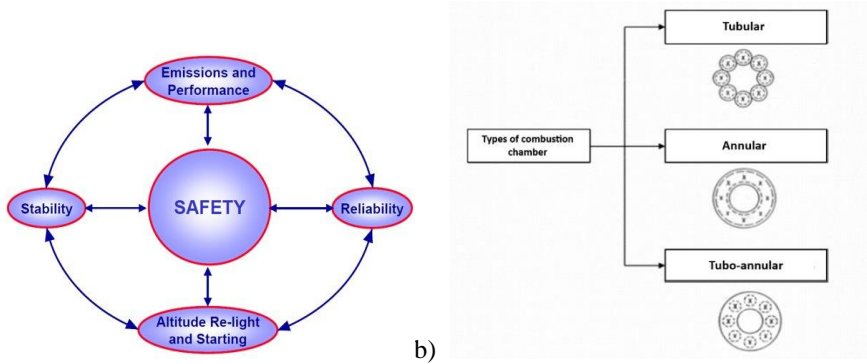 Emissions and
Performance
Stability
SAFETY
Reliability
Altitude Re-light
and Starting
b)
Tubular
Types of combustion
chamber
Annular
Tubo-annular